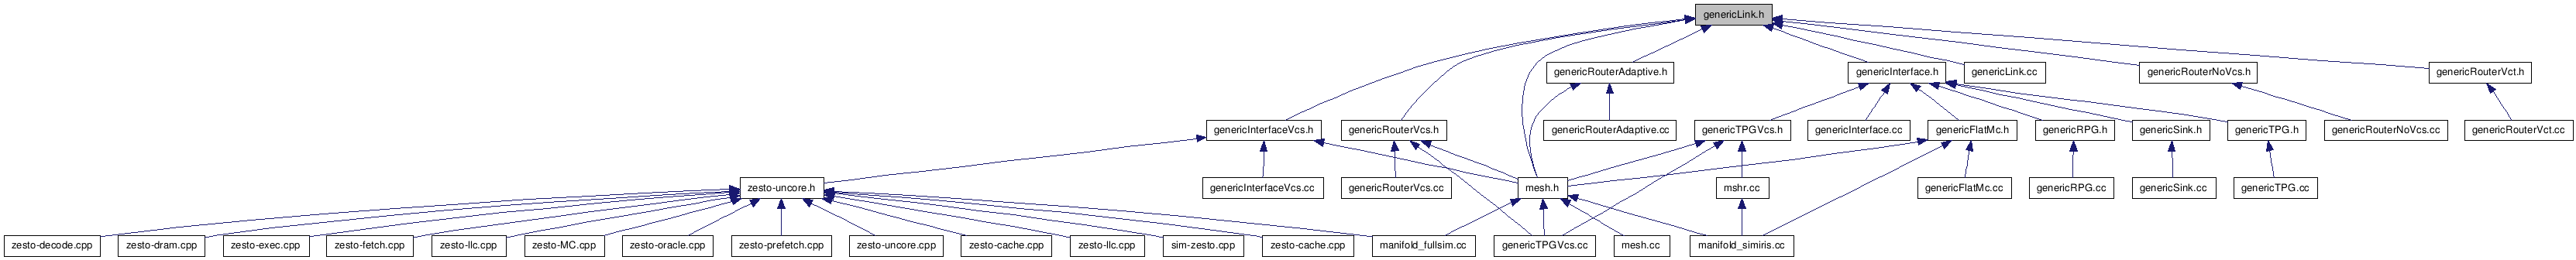 genericLink.h
genericRouterAdaptive.h
genericInterface.h
genericLink.cc
genericRouterNoVcs.h
genericRouterVct.h
genericInterfaceVcs.h
genericRouterVcs.h
genericRouterAdaptive.cc
genericTPGVcs.h
genericInterface.cc
genericFlatMc.h
genericRPG.h
genericSink.h
genericTPG.h
genericRouterNoVcs.cc
genericRouterVct.cc
zesto-uncore.h
genericInterfaceVcs.cc
genericRouterVcs.cc
mesh.h
mshr.cc
genericFlatMc.cc
genericRPG.cc
genericSink.cc
genericTPG.cc
zesto-decode.cpp
zesto-dram.cpp
zesto-exec.cpp
zesto-fetch.cpp
zesto-llc.cpp
zesto-MC.cpp
zesto-oracle.cpp
zesto-prefetch.cpp
zesto-uncore.cpp
zesto-cache.cpp
zesto-llc.cpp
sim-zesto.cpp
zesto-cache.cpp
manifold_fullsim.cc
genericTPGVcs.cc
mesh.cc
manifold_simiris.cc